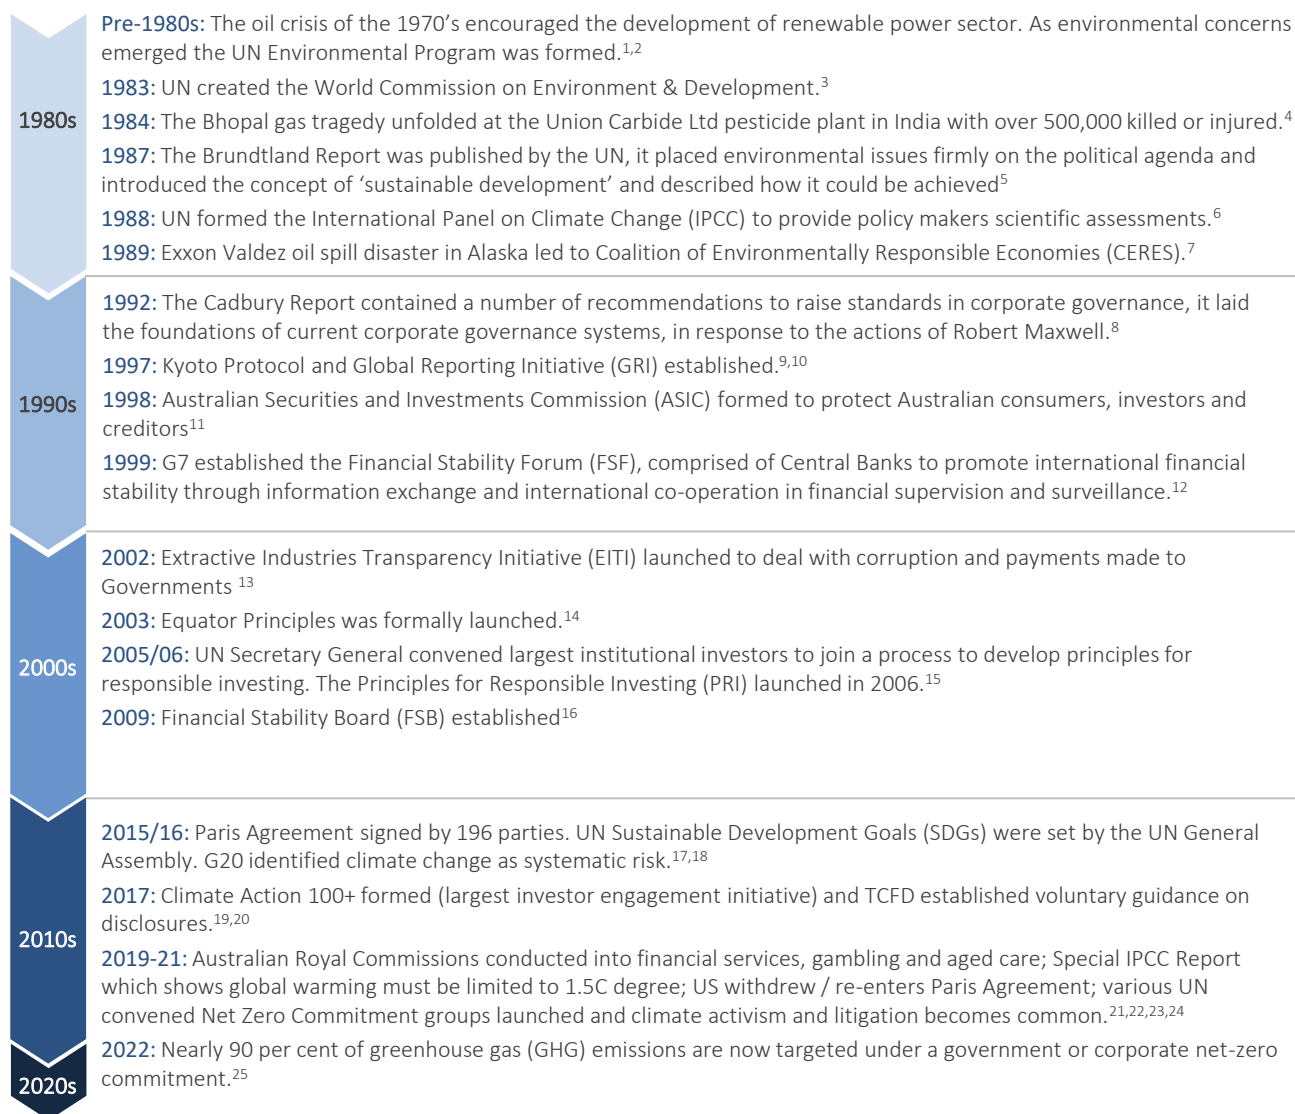 Pre-1980s: The oil crisis of the 1970’s encouraged the development of renewable power sector. As environmental concerns
emerged the UN Environmental Program was formed.1,2
1983: UN created the World Commission on Environment & Development.3
1980s
1984: The Bhopal gas tragedy unfolded at the Union Carbide Ltd pesticide plant in India with over 500,000 killed or injured.4
1987: The Brundtland Report was published by the UN, it placed environmental issues firmly on the political agenda and
introduced the concept of ‘sustainable development’ and described how it could be achieved5
1988: UN formed the International Panel on Climate Change (IPCC) to provide policy makers scientific assessments.6
1989: Exxon Valdez oil spill disaster in Alaska led to Coalition of Environmentally Responsible Economies (CERES).7
1992: The Cadbury Report contained a number of recommendations to raise standards in corporate governance, it laid
the foundations of current corporate governance systems, in response to the actions of Robert Maxwell.8
1997: Kyoto Protocol and Global Reporting Initiative (GRI) established.9,10
1990s
1998: Australian Securities and Investments Commission (ASIC) formed to protect Australian consumers, investors and
creditors11
1999: G7 established the Financial Stability Forum (FSF), comprised of Central Banks to promote international financial
stability through information exchange and international co-operation in financial supervision and surveillance.12
2002: Extractive Industries Transparency Initiative (EITI) launched to deal with corruption and payments made to
Governments 13
2003: Equator Principles was formally launched.14
2000s
2005/06: UN Secretary General convened largest institutional investors to join a process to develop principles for
responsible investing. The Principles for Responsible Investing (PRI) launched in 2006.15
2009: Financial Stability Board (FSB) established16
2015/16: Paris Agreement signed by 196 parties. UN Sustainable Development Goals (SDGs) were set by the UN General
Assembly. G20 identified climate change as systematic risk.17,18
2017: Climate Action 100+ formed (largest investor engagement initiative) and TCFD established voluntary guidance on
disclosures.19,20
2010s
2019-21: Australian Royal Commissions conducted into financial services, gambling and aged care; Special IPCC Report
which shows global warming must be limited to 1.5C degree; US withdrew / re-enters Paris Agreement; various UN
convened Net Zero Commitment groups launched and climate activism and litigation becomes common.21,22,23,24
2022: Nearly 90 per cent of greenhouse gas (GHG) emissions are now targeted under a government or corporate net-zero
commitment.25
2020s